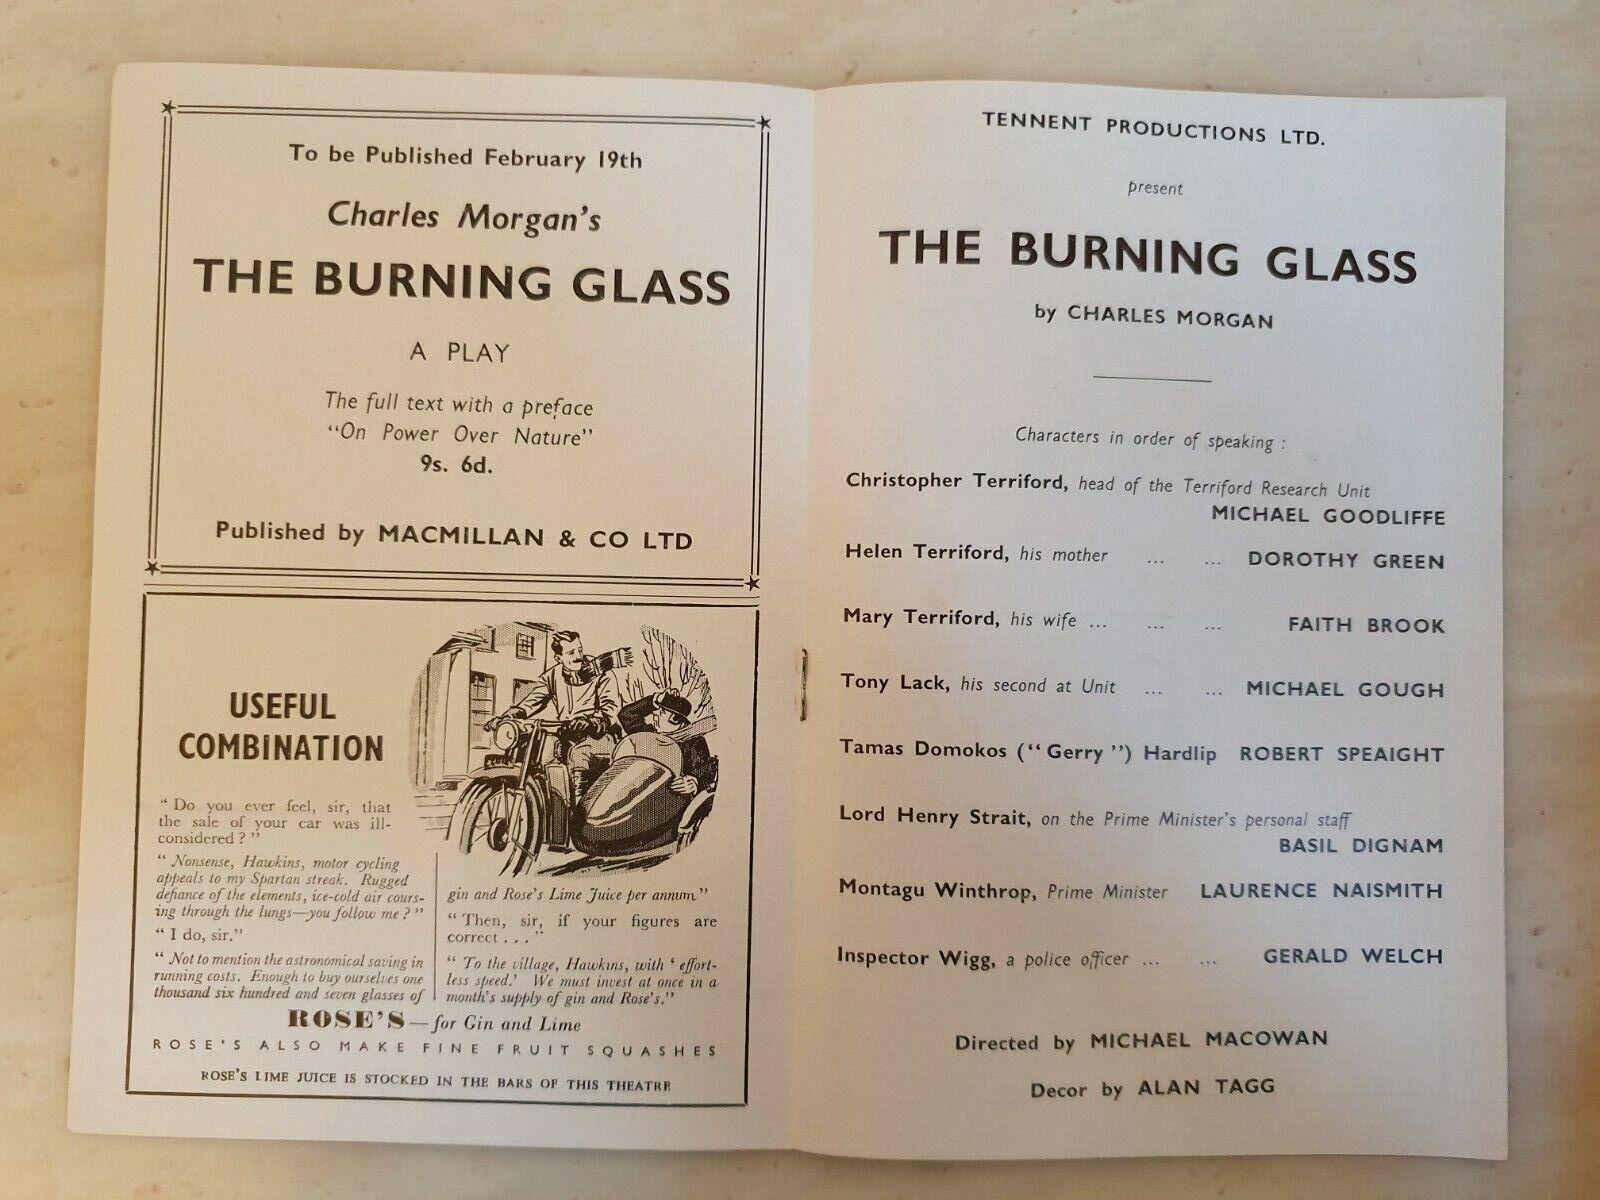 To be Published February 19th
Charles Morgan's
THE BURNING GLASS
A PLAY
The full text with a preface
"On Power Over Nature"
9s. 6d.
Published by MACMILLAN & CO LTD
USEFUL
COMBINATION
" Do you ever feel, sir, that
the sale of your car was ill-
considered ? "
" Nonsense, Hawkins, motor cycling
appeals to my Spartan streak. Rugged
defiance of the elements, ice-cold air cours-
ing through the lungs—you follow me ? "
" I do, sir."
" Not to mention the astronomical saving in
running costs. Enough to buy ourselves one
thousand six hundred and seven glasses of
gin and Rose's Lime Juice per annum."
" Then, sir, if your figures are
correct . . . "
" To the village, Hawkins, with ' effort-
less speed.' We must invest at once in a
month's supply of gin and Rose's."
ROSE'S — for Gin and Lime
ROSE'S ALSO MAKE FINE FRUIT SQUASHES
ROSE'S LIME JUICE IS STOCKED IN THE BARS OF THIS THEATRE
TENNENT PRODUCTIONS LTD.
present
THE BURNING GLASS
by CHARLES MORGAN
Characters in order of speaking :
Christopher Terriford, head of the Terriford Research Unit
MICHAEL GOODLIFFE
Helen Terriford, his mother ... ... DOROTHY GREEN
Mary Terriford, his wife ... ... ... FAITH BROOK
Tony Lack, his second at Unit ... ... MICHAEL GOUGH
Tamas Domokos (" Gerry ") Hardlip ROBERT SPEAIGHT
Lord Henry Strait, on the Prime Minister's personal staff
BASIL DIGNAM
Montagu Winthrop, Prime Minister LAURENCE NAISMITH
Inspector Wigg, a police officer ... ... GERALD WELCH
Directed by MICHAEL MACOWAN
Decor by ALAN TAGG